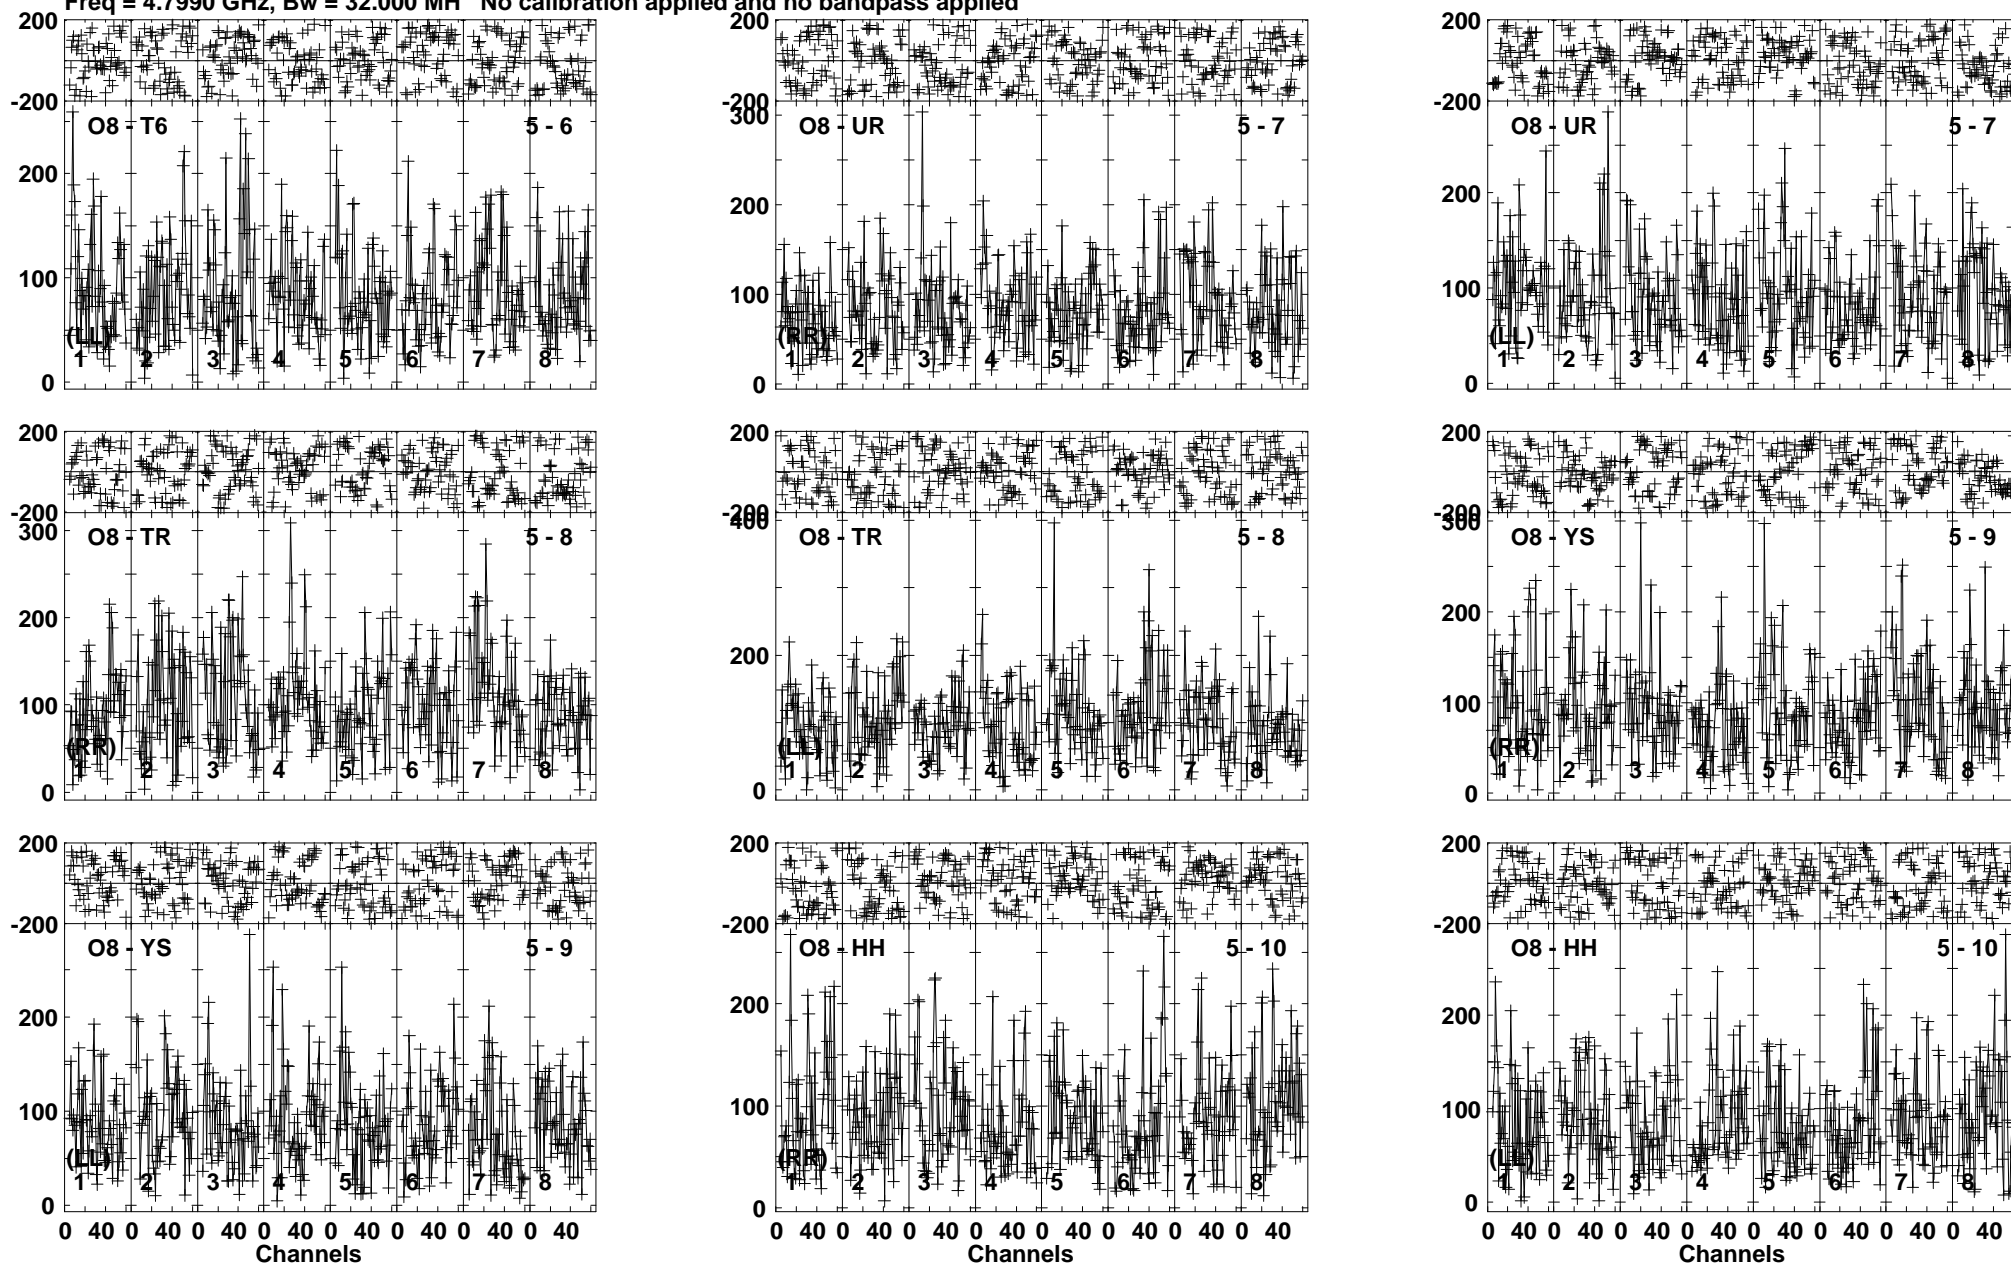 Freq = 4.7990 GHz, Bw = 32.000 MH No calibration applied and no bandpass applied
200 200 200
-200 -200 -200
O8 - T6 5 - 6 300 O8 - UR 5 - 7 O8 - UR 5 - 7
200 200 200
100 100 100
(LL) (RR) (LL)
1 2 3 4 5 6 7 8 1 2 3 4 5 6 7 8 1 2 3 4 5 6 7 8
0 0 0
200 200 200
-200 -200 -200
300 O8 - TR 5 - 8 400 O8 - TR 5 - 8 300 O8 - YS 5 - 9
200 200 200
100 100
(RR) (LL) (RR)
1 2 3 4 5 6 7 8 1 2 3 4 5 6 7 8 1 2 3 4 5 6 7 8
0 0 0
200 200 200
-200 -200 -200
O8 - YS 5 - 9 O8 - HH 5 - 10 O8 - HH 5 - 10
200 200 200
100 100 100
(LL) (RR) (LL)
1 2 3 4 5 6 7 8 1 2 3 4 5 6 7 8 1 2 3 4 5 6 7 8
0 0 0
0 40 0 40 0 40 0 40 0 40 0 40 0 40 0 40 0 40 0 40 0 40 0 40 0 40 0 40 0 40 0 40 0 40 0 40 0 40 0 40 0 40 0 40 0 40 0 40
Channels Channels Channels